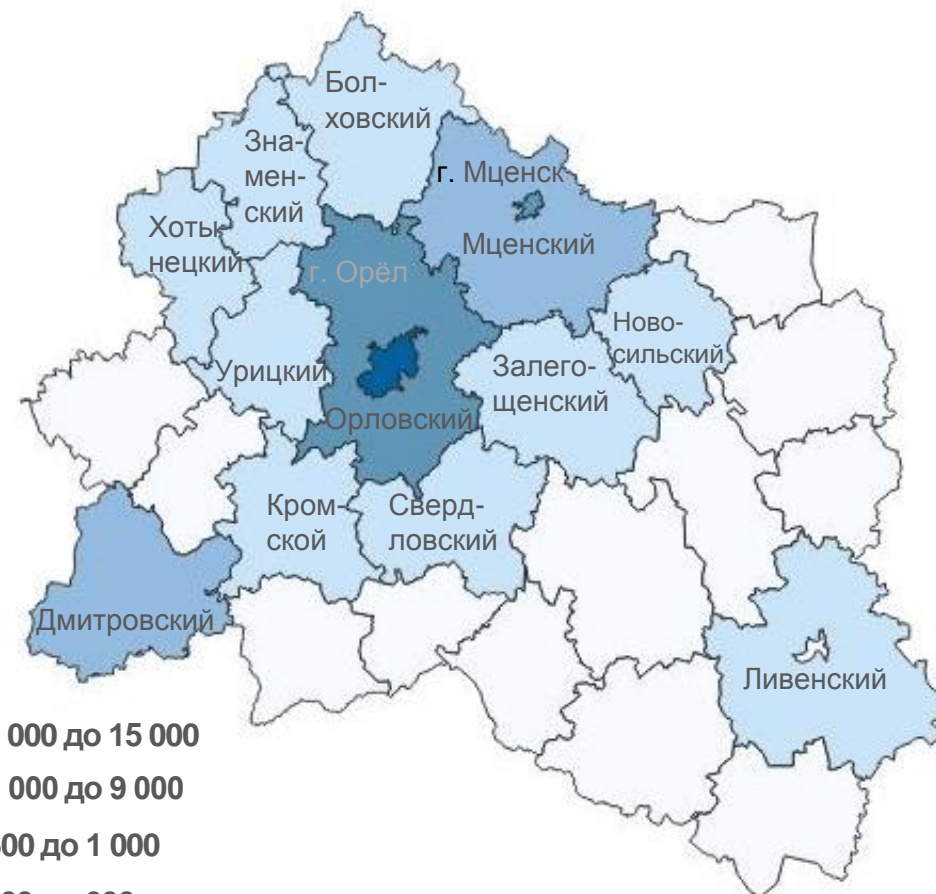 Бол-
ховский
Зна-
мен-
ский
г. Мценск
Хоты-
нецкий
Мценский
г. Орёл
Ново-
сильский
Урицкий
Залего-
щенский
Орловский
Кром-
ской
Сверд-
ловский
Дмитровский
Ливенский
000 до 15 000
000 до 9 000
00 до 1 000